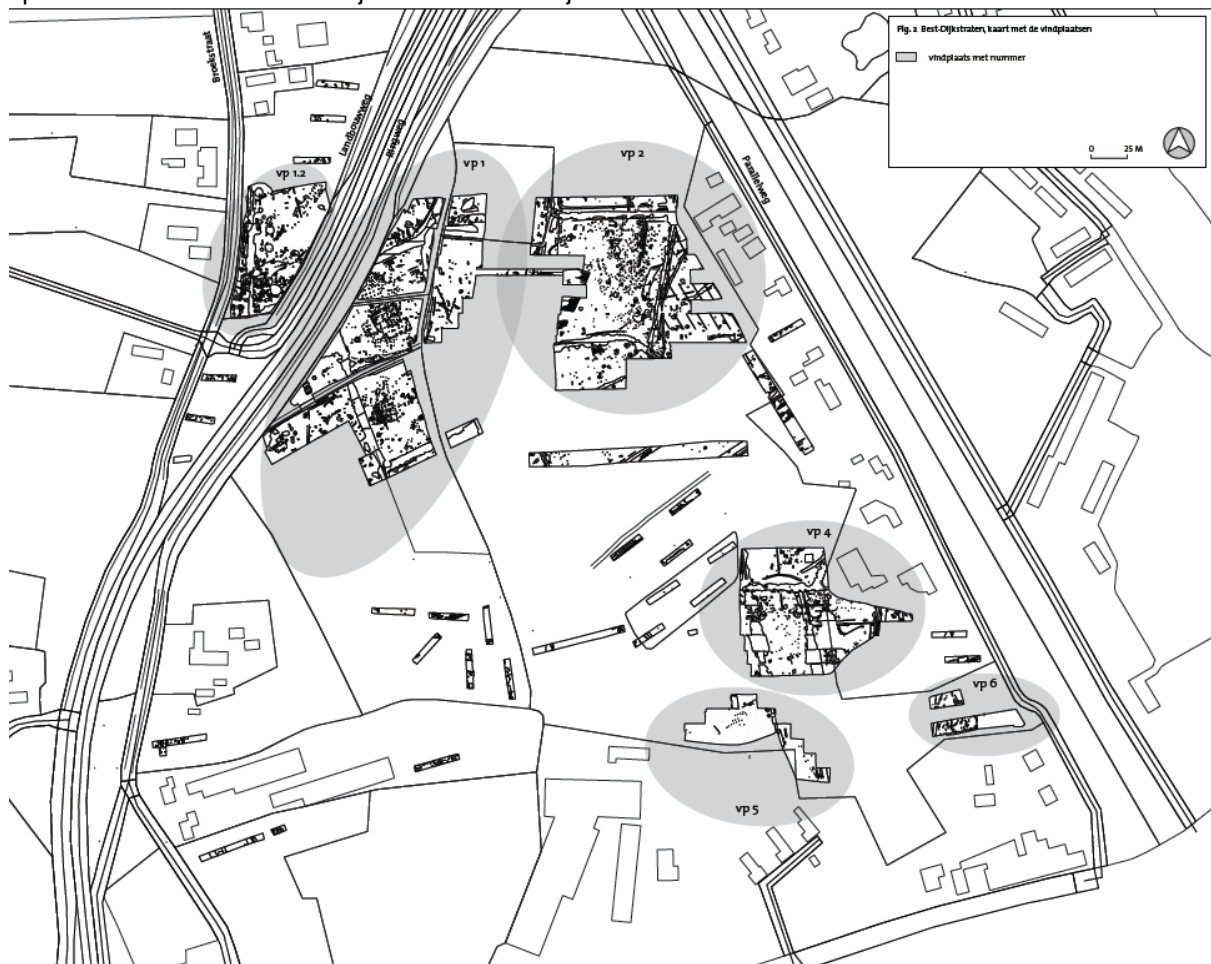 Fig. 2 Best-Dijkstraten, kaart met de vindplaatsen
vindplaats met nummer
0 25 M
Broekstraat
Landbouwweg
Ringweg
Parallelweg
vp 1.2
vp 1
vp 2
vp 4
vp 6
vp 5